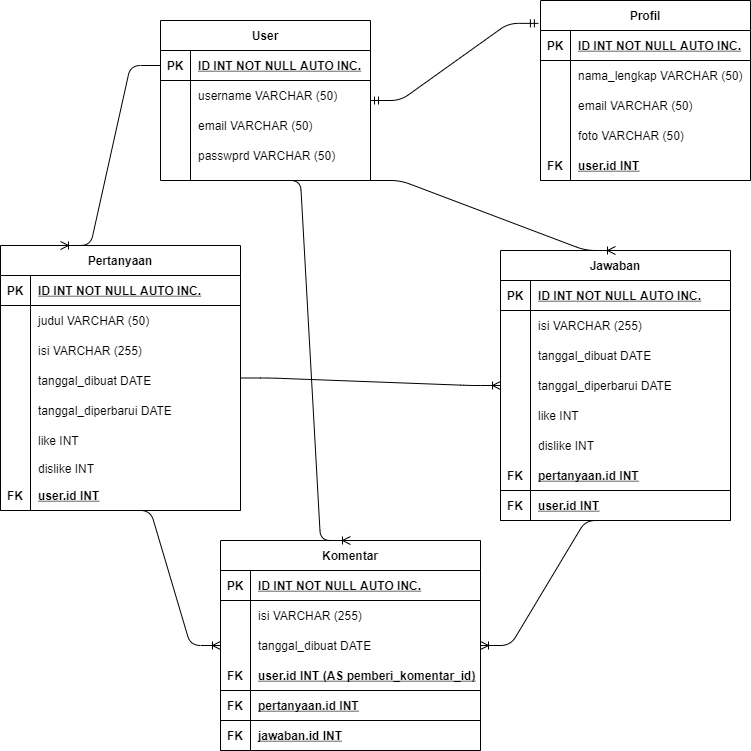 User
PK ID INT NOT NULL AUTO INC.
username VARCHAR (50)
email VARCHAR (50)
passwprd VARCHAR (50)
Profil
PK ID INT NOT NULL AUTO INC.
nama_lengkap VARCHAR (50)
email VARCHAR (50)
foto VARCHAR (50)
FK user.id INT
Pertanyaan
PK ID INT NOT NULL AUTO INC.
judul VARCHAR (50)
isi VARCHAR (255)
tanggal_dibuat DATE
tanggal_diperbarui DATE
like INT
dislike INT
FK user.id INT
Jawaban
PK ID INT NOT NULL AUTO INC.
isi VARCHAR (255)
tanggal_dibuat DATE
tanggal_diperbarui DATE
like INT
dislike INT
FK pertanyaan.id INT
FK user.id INT
Komentar
PK ID INT NOT NULL AUTO INC.
isi VARCHAR (255)
tanggal_dibuat DATE
FK user.id INT (AS pemberi_komentar_id)
FK pertanyaan.id INT
FK jawaban.id INT